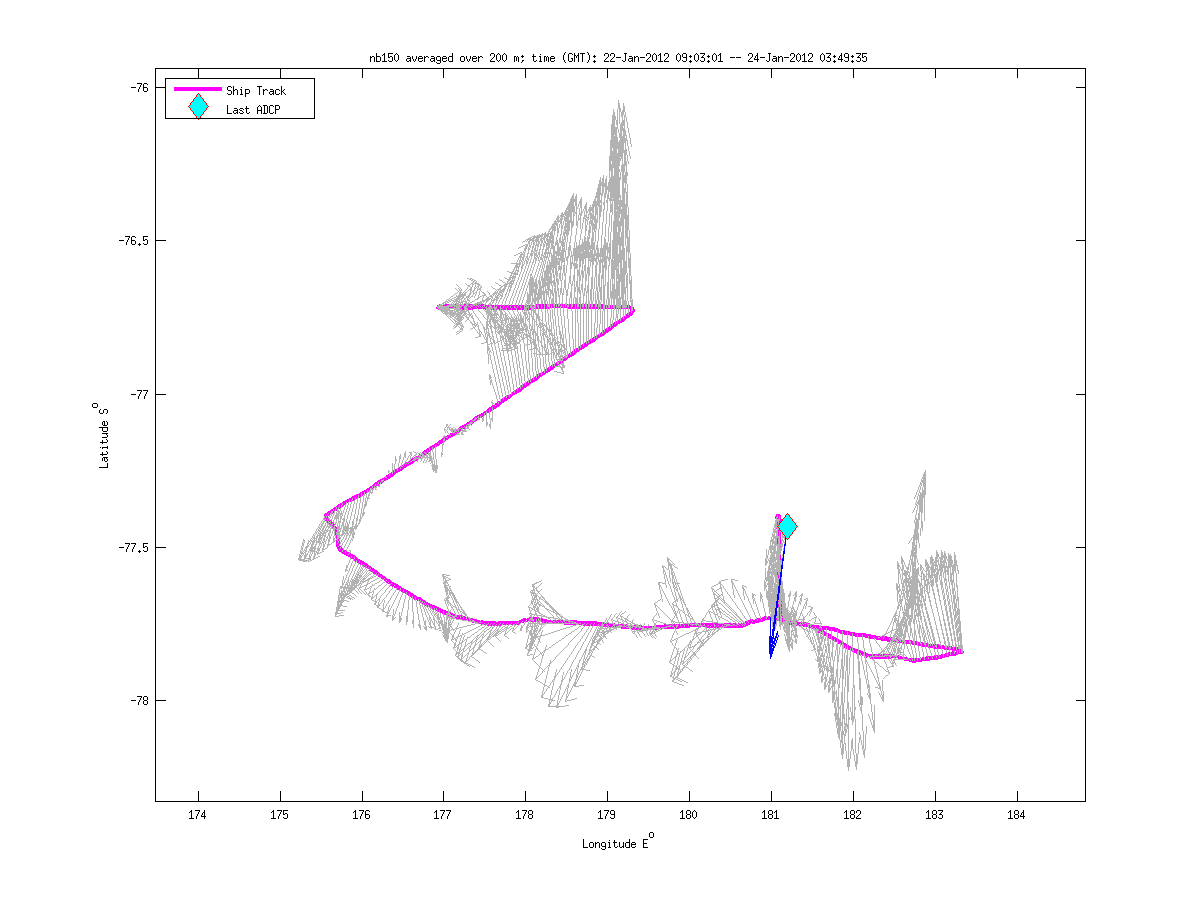 nb150 averaged over 200 m; time (GMT): 22-Jan-2012 09:03:01 -- 24-Jan-2012 03:49:35
Ship Track
Last ADCP
-76
-76.5
-77
-77.5
-78
Latitude S°
174 175 176 177 178 179 180 181 182 183 184
Longitude E°